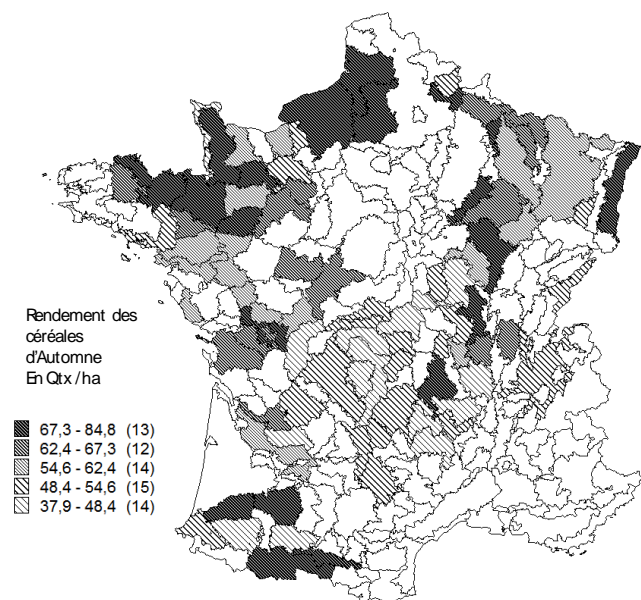 Rendement des
céréales
d'Automne
En Qtx / ha
67,3 - 84,8 (13)
62,4 - 67,3 (12)
54,6 - 62,4 (14)
48,4 - 54,6 (15)
37,9 - 48,4 (14)